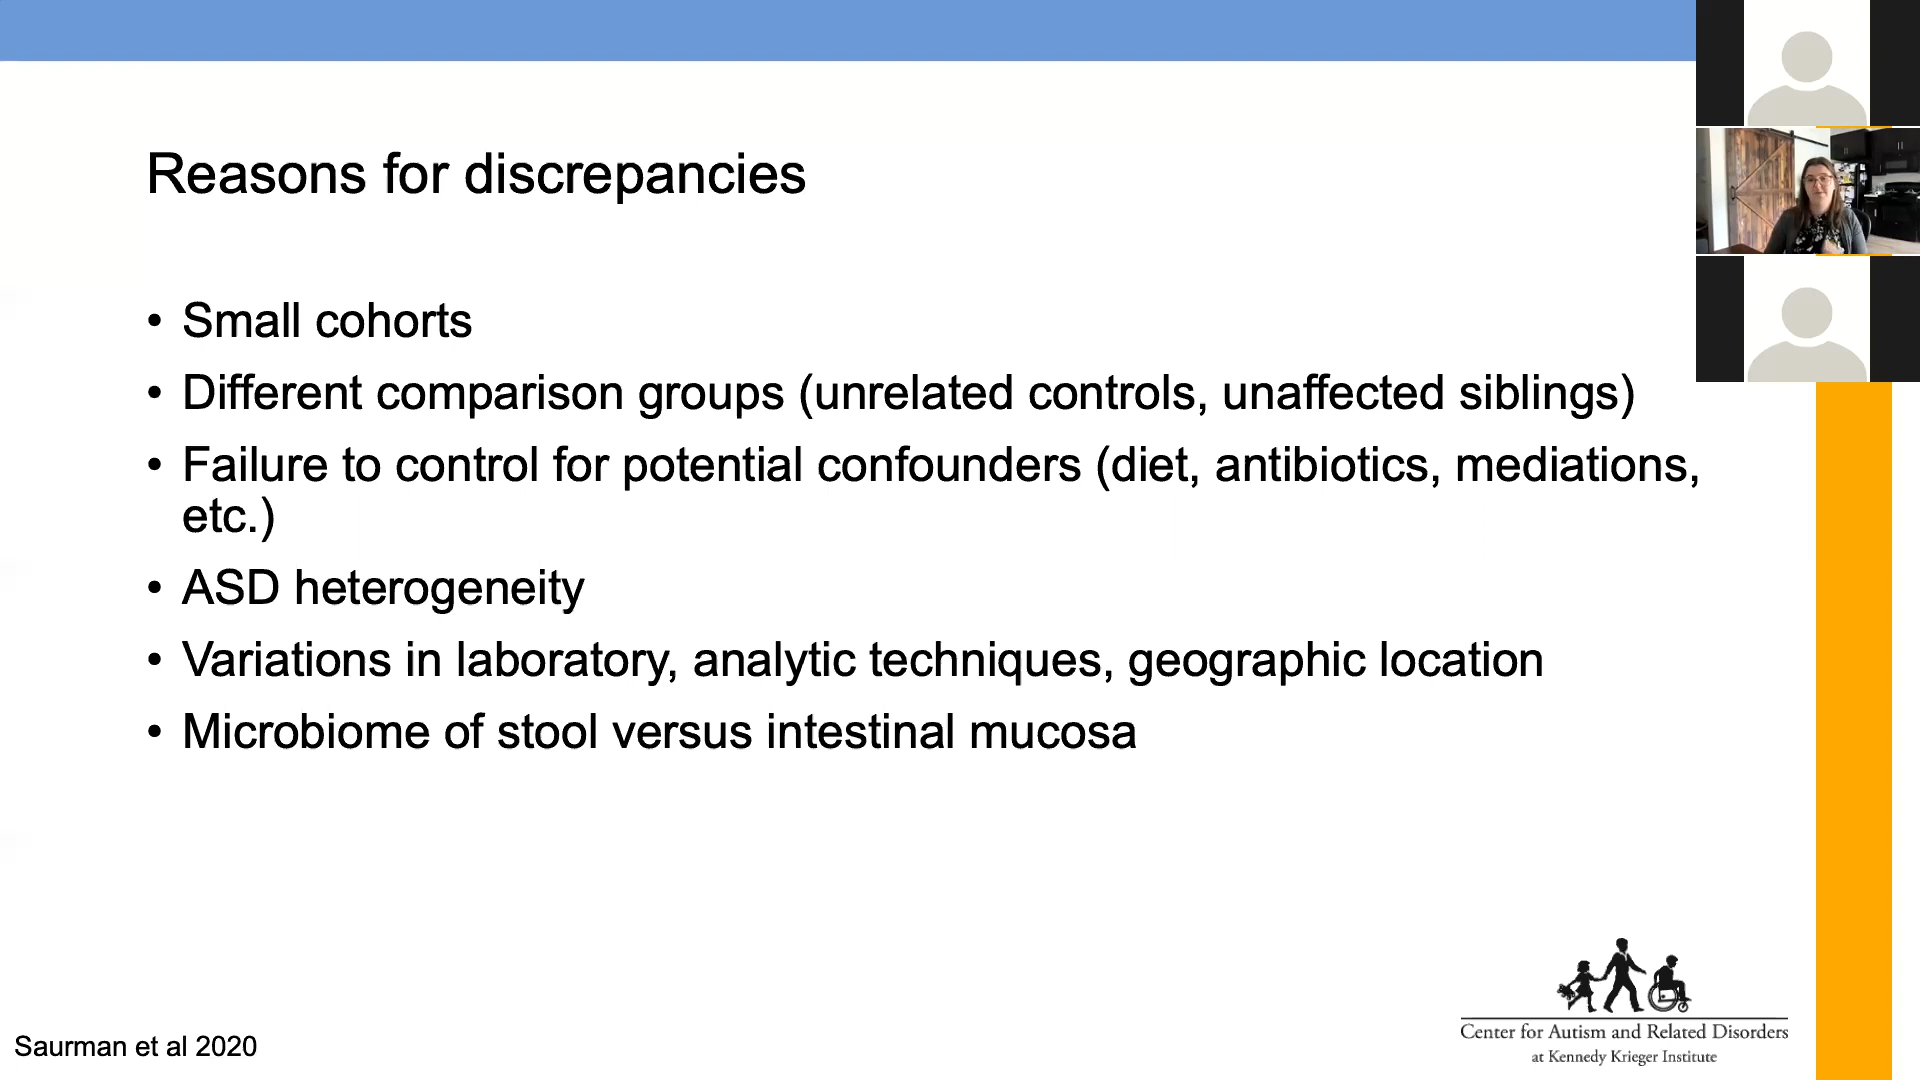 Reasons for discrepancies
• Small cohorts
• Different comparison groups (unrelated controls, unaffected siblings)
• Failure to control for potential confounders (diet, antibiotics, mediations,
etc.)
• ASD heterogeneity
• Variations in laboratory, analytic techniques, geographic location
• Microbiome of stool versus intestinal mucosa
Center for Autism and Related Disorders
at Kennedy Krieger Institute
Saurman et al 2020